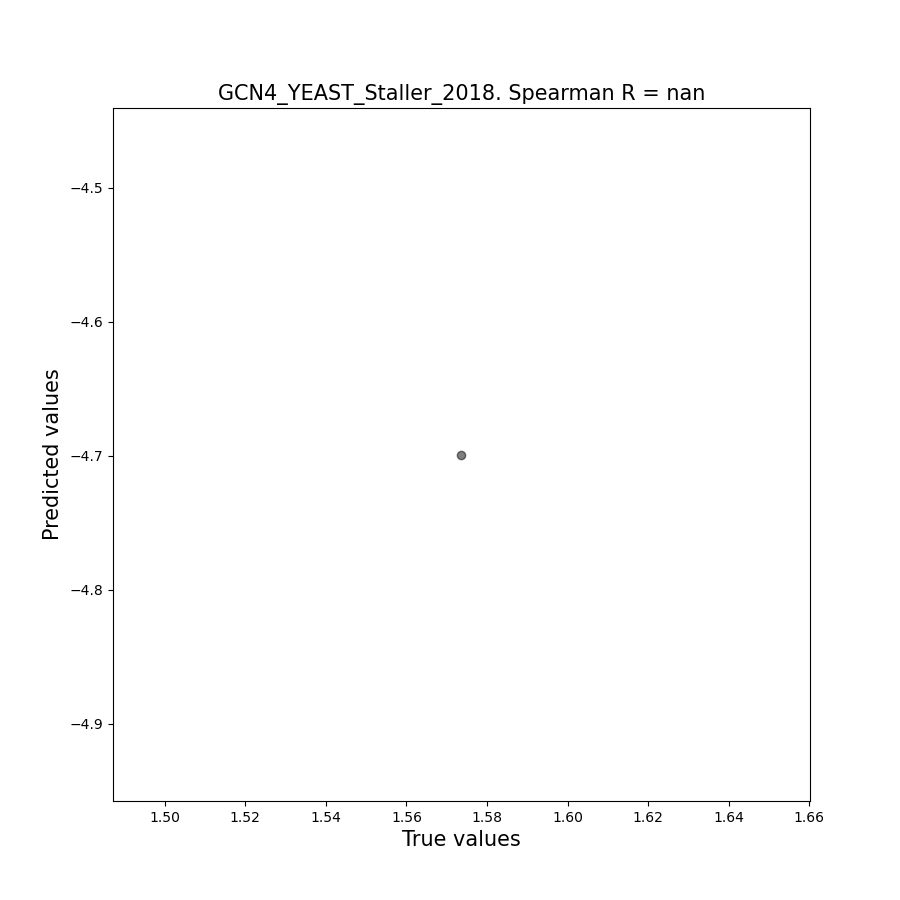 GCN4_YEAST_Staller_2018. Spearman R = nan
−4.5
−4.6
−4.7
−4.8
−4.9
Predicted values
1.50 1.52 1.54 1.56 1.58 1.60 1.62 1.64 1.66
True values